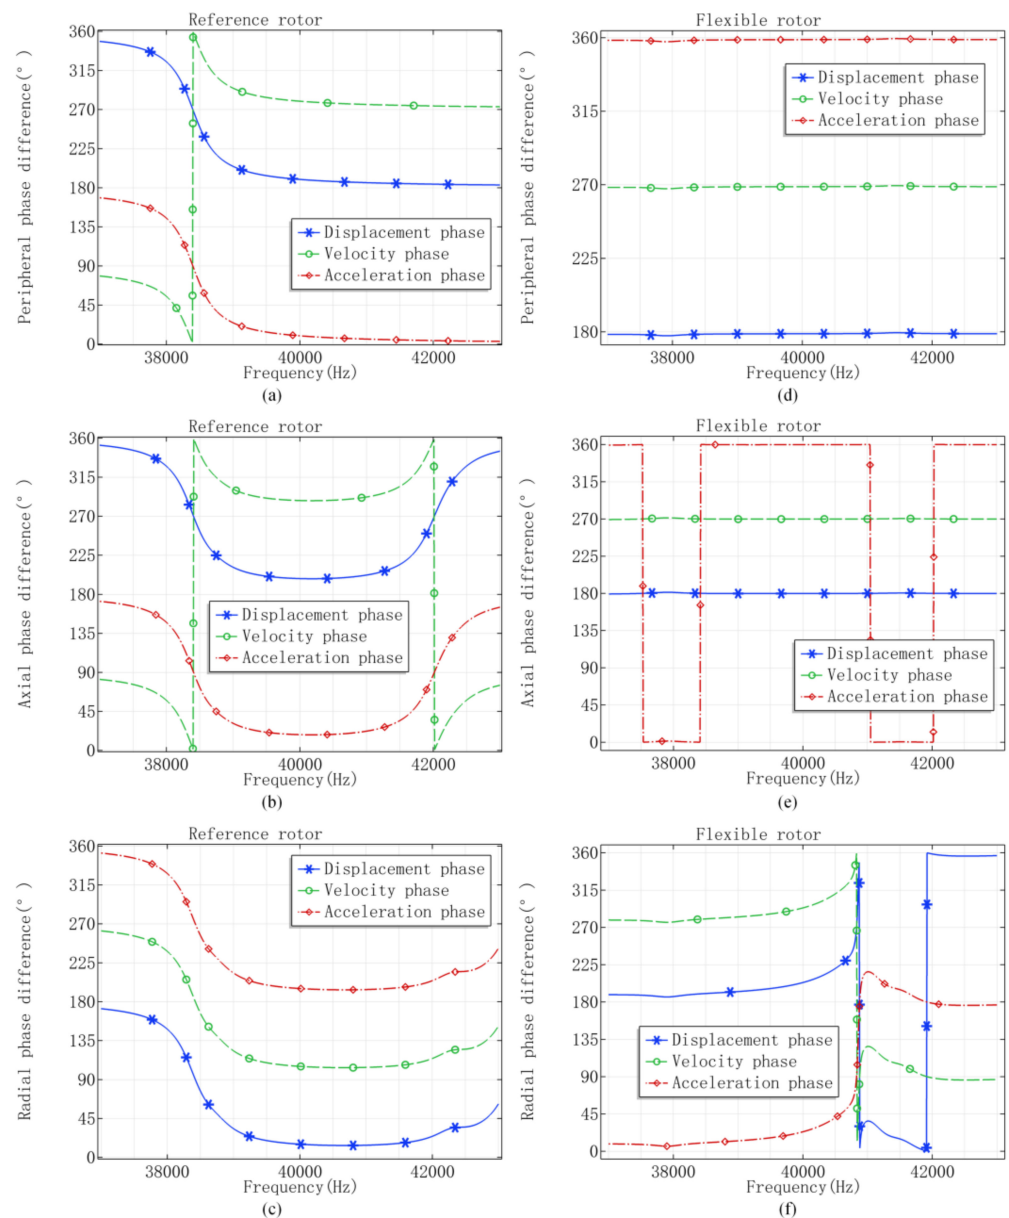 Reference rotor
Peripheral phase difference(°)
360
315
270
225
180
135
90
45
0
Displacement phase
Velocity phase
Acceleration phase
38000 40000 42000
Frequency(Hz)
(a)
Flexible rotor
Peripheral phase difference(°)
360
315
270
225
180
Displacement phase
Velocity phase
Acceleration phase
38000 40000 42000
Frequency(Hz)
(d)
Reference rotor
Axial phase difference(°)
360
315
270
225
180
135
90
45
0
Displacement phase
Velocity phase
Acceleration phase
38000 40000 42000
Frequency(Hz)
(b)
Flexible rotor
Axial phase difference(°)
360
315
270
225
180
135
90
45
0
Displacement phase
Velocity phase
Acceleration phase
38000 40000 42000
Frequency(Hz)
(e)
Reference rotor
Radial phase difference(°)
360
315
270
225
180
135
90
45
0
Displacement phase
Velocity phase
Acceleration phase
38000 40000 42000
Frequency(Hz)
(c)
Flexible rotor
Radial phase difference(°)
360
315
270
225
180
135
90
45
0
Displacement phase
Velocity phase
Acceleration phase
38000 40000 42000
Frequency(Hz)
(f)